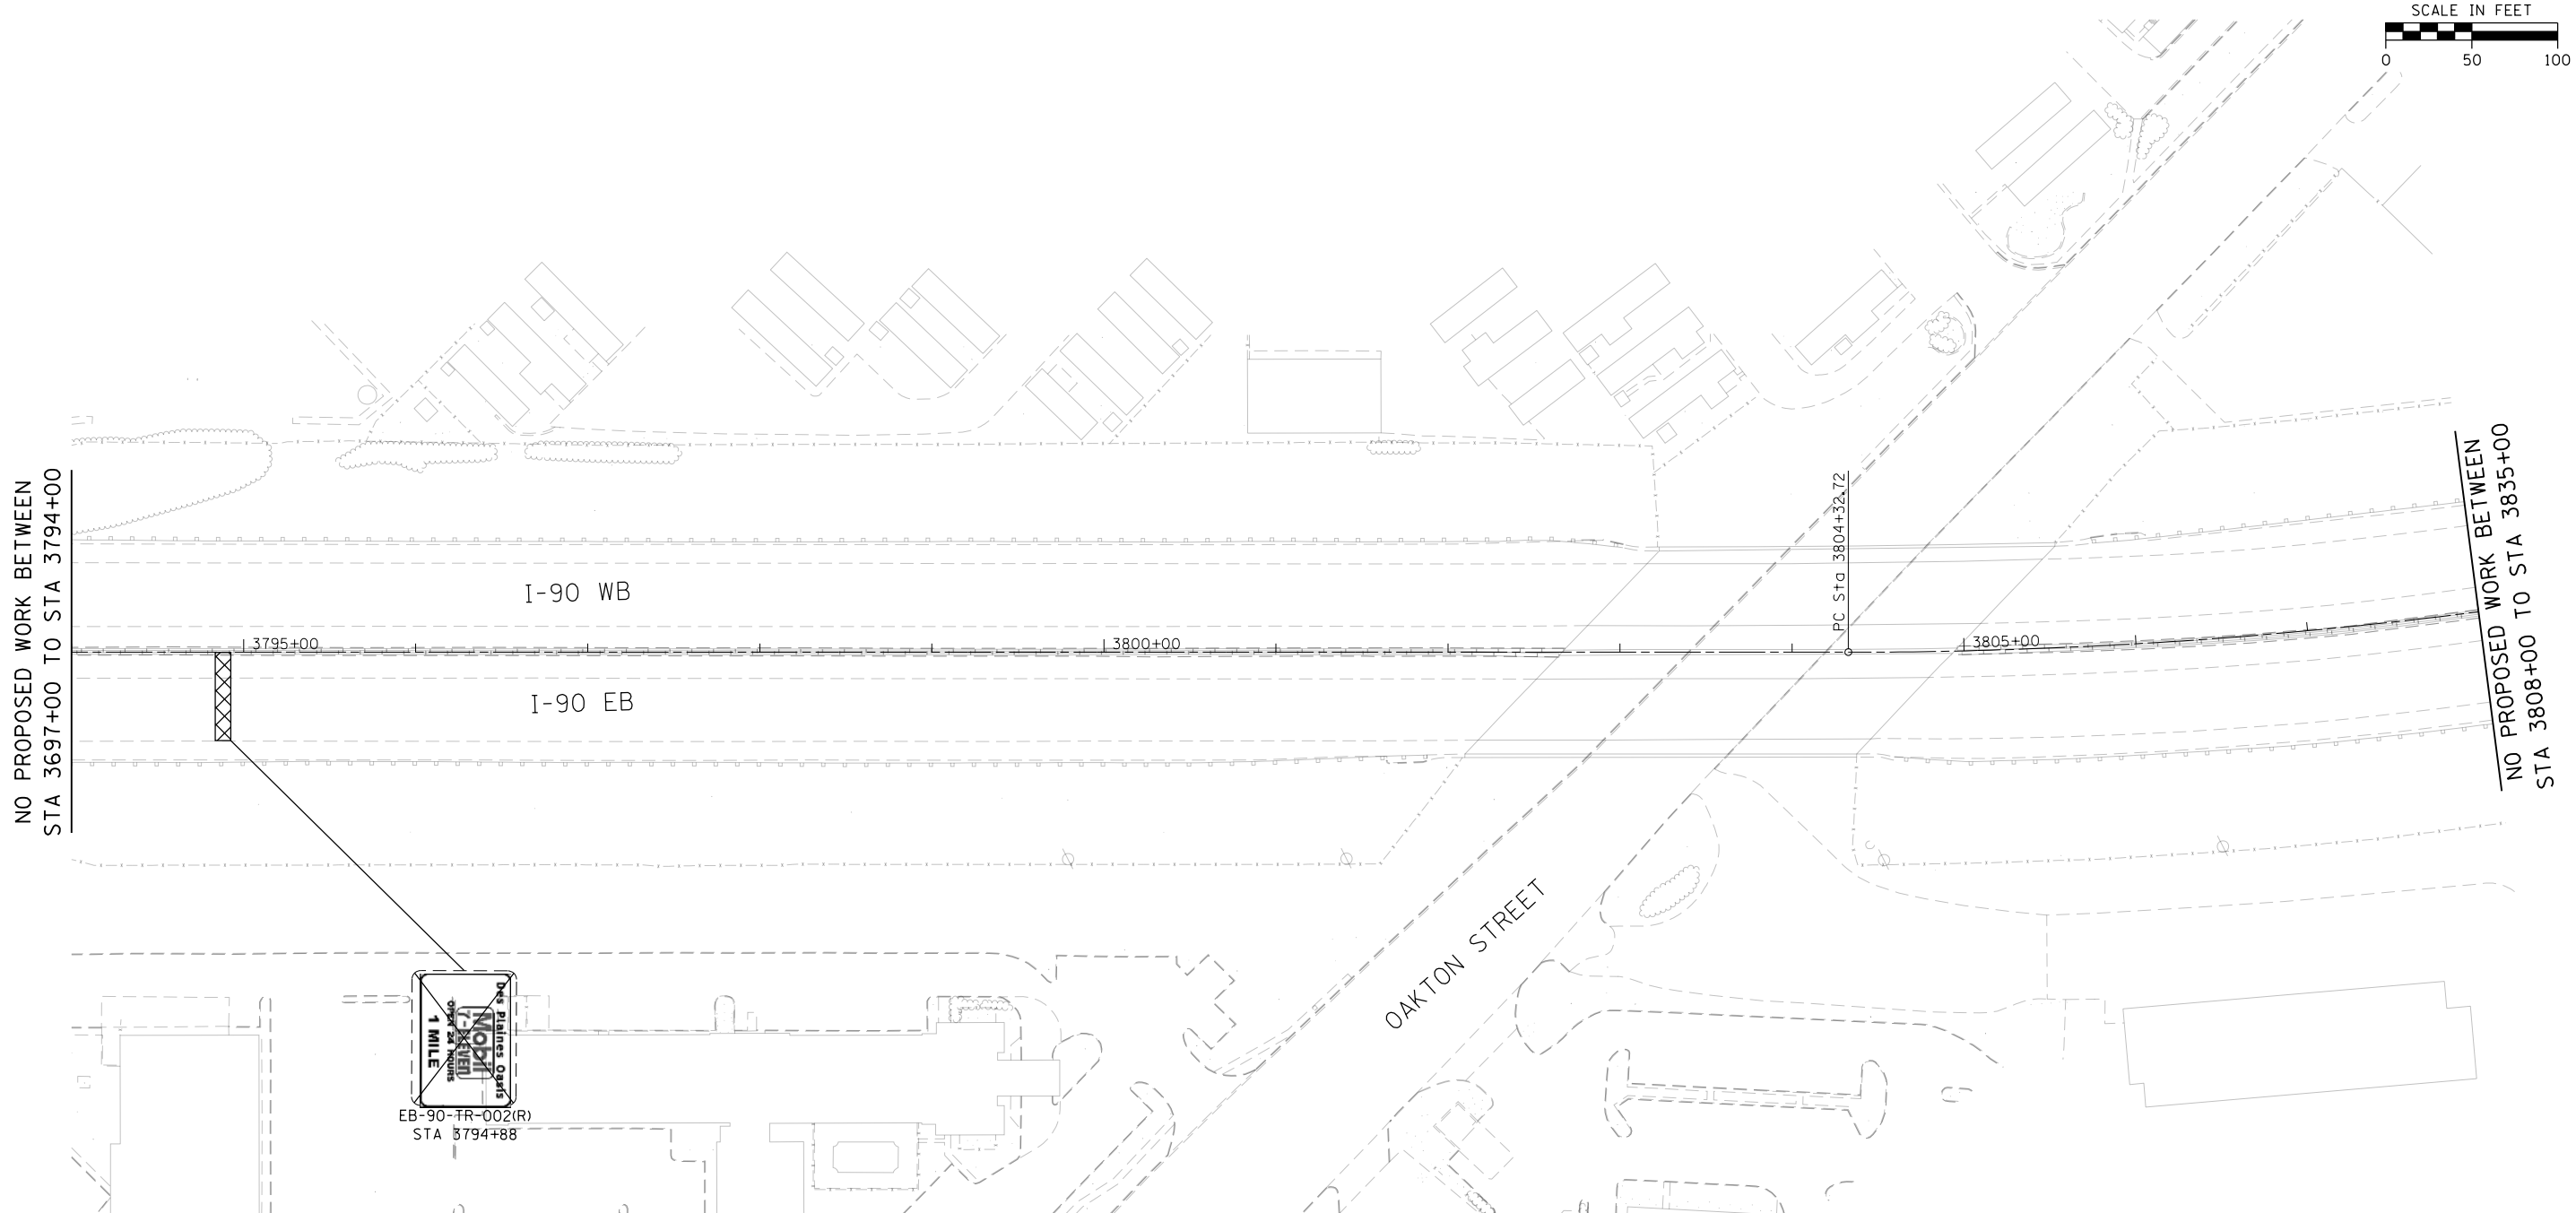 SCALE IN FEET
0 50 100
NO PROPOSED WORK BETWEEN
STA 3697+00 TO STA 3794+00
I-90 WB
3795+00
3800+00
PC Sta 3804+32.72
3805+00
I-90 EB
NO PROPOSED WORK BETWEEN
STA 3808+00 TO STA 3835+00
OAKTON STREET
Des Plaines Oasis
Mobil
7-ELEVEN
OPEN 24 HOURS
1 MILE
EB-90-TR-002(R)
STA 3794+88